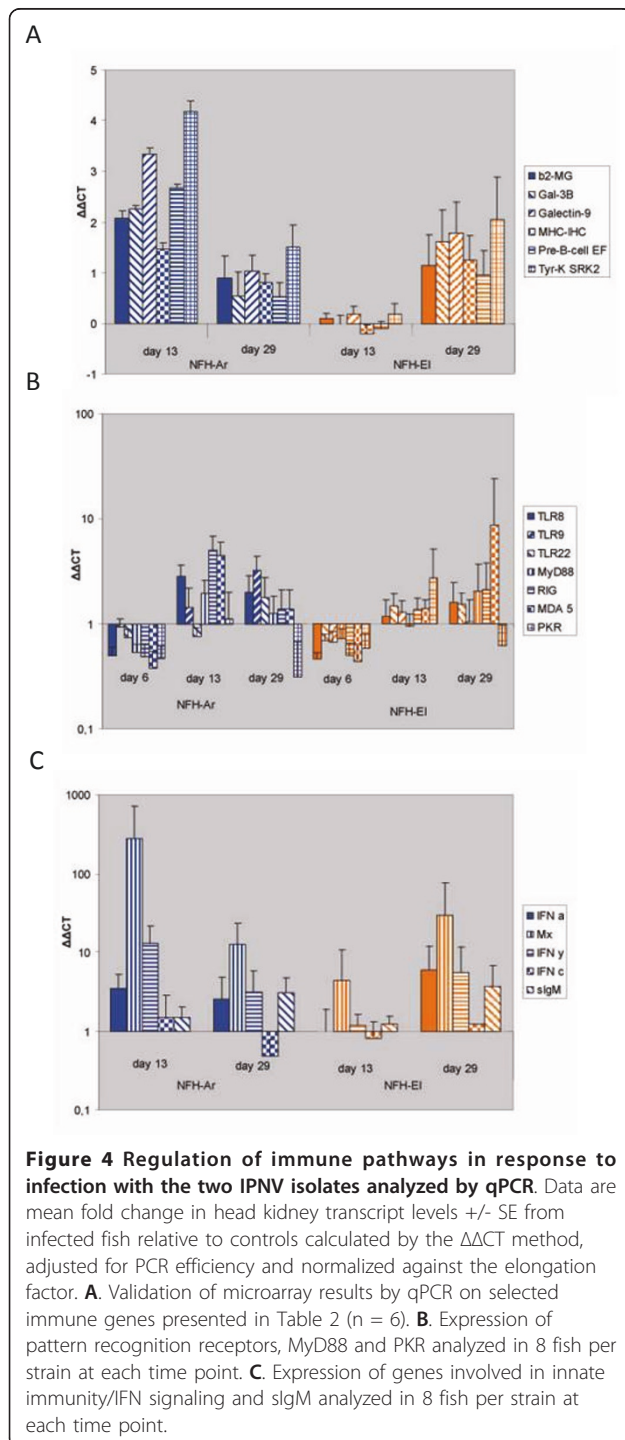 A
5
4
3
2
1
0
-1
ΔΔCT
day 13
day 29
day 13
day 29
NFH-Ar
NFH-El
b2-MG
Gal-3B
Galectin-9
MHC-IHC
Pre-B-cell EF
Tyr-K SRK2
B
100
10
1
0,1
ΔΔCT
day 6
day 13
day 29
day 6
day 13
day 29
NFH-Ar
NFH-El
TLR8
TLR9
TLR22
MyD88
RIG
MDA 5
PKR
C
1000
100
10
1
0,1
ΔΔCT
day 13
day 29
day 13
day 29
NFH-Ar
NFH-El
IFN a
Mx
IFN y
IFN c
sIgM
Figure 4 Regulation of immune pathways in response to
infection with the two IPNV isolates analyzed by qPCR. Data are
mean fold change in head kidney transcript levels +/- SE from
infected fish relative to controls calculated by the ΔΔCT method,
adjusted for PCR efficiency and normalized against the elongation
factor. A. Validation of microarray results by qPCR on selected
immune genes presented in Table 2 (n = 6). B. Expression of
pattern recognition receptors, MyD88 and PKR analyzed in 8 fish per
strain at each time point. C. Expression of genes involved in innate
immunity/IFN signaling and sIgM analyzed in 8 fish per strain at
each time point.